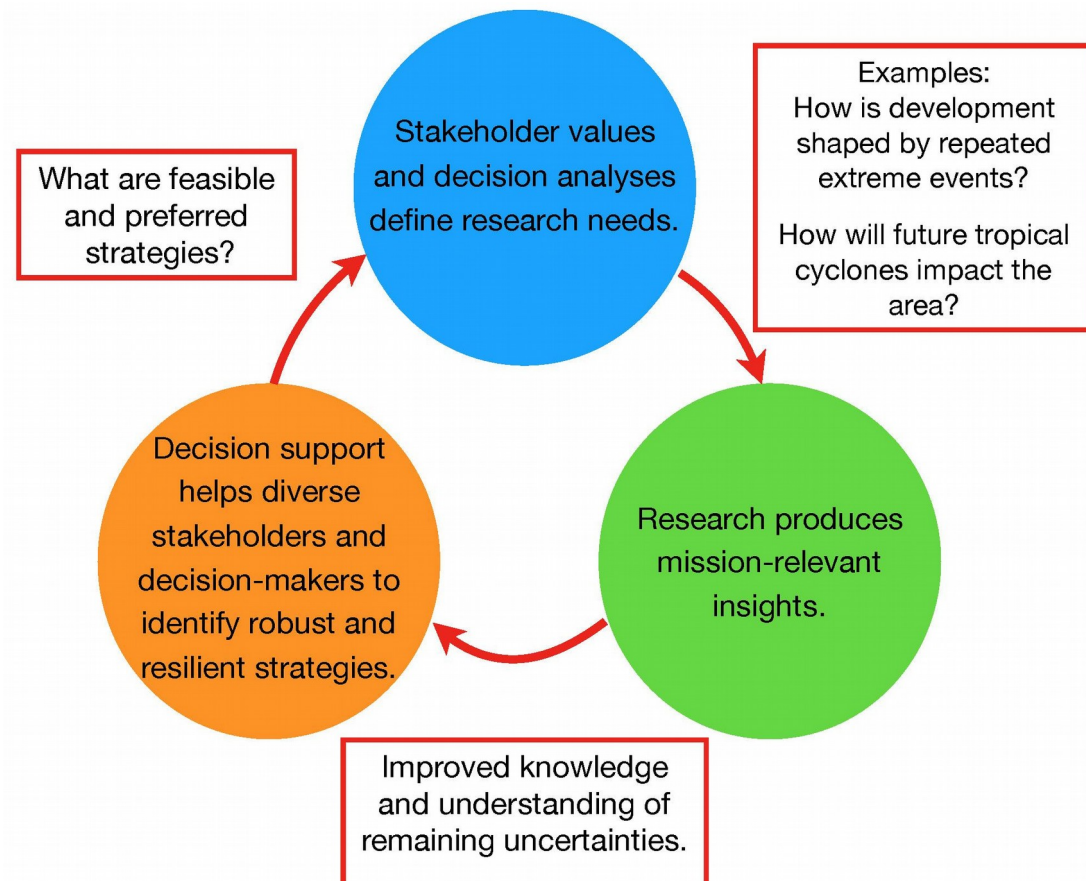 Stakeholder values
and decision analyses
define research needs.
Examples:
How is development
shaped by repeated
extreme events?
How will future tropical
cyclones impact the
area?
What are feasible
and preferred
strategies?
Decision support
helps diverse
stakeholders and
decision-makers to
identify robust and
resilient strategies.
Research produces
mission-relevant
insights.
Improved knowledge
and understanding of
remaining uncertainties.